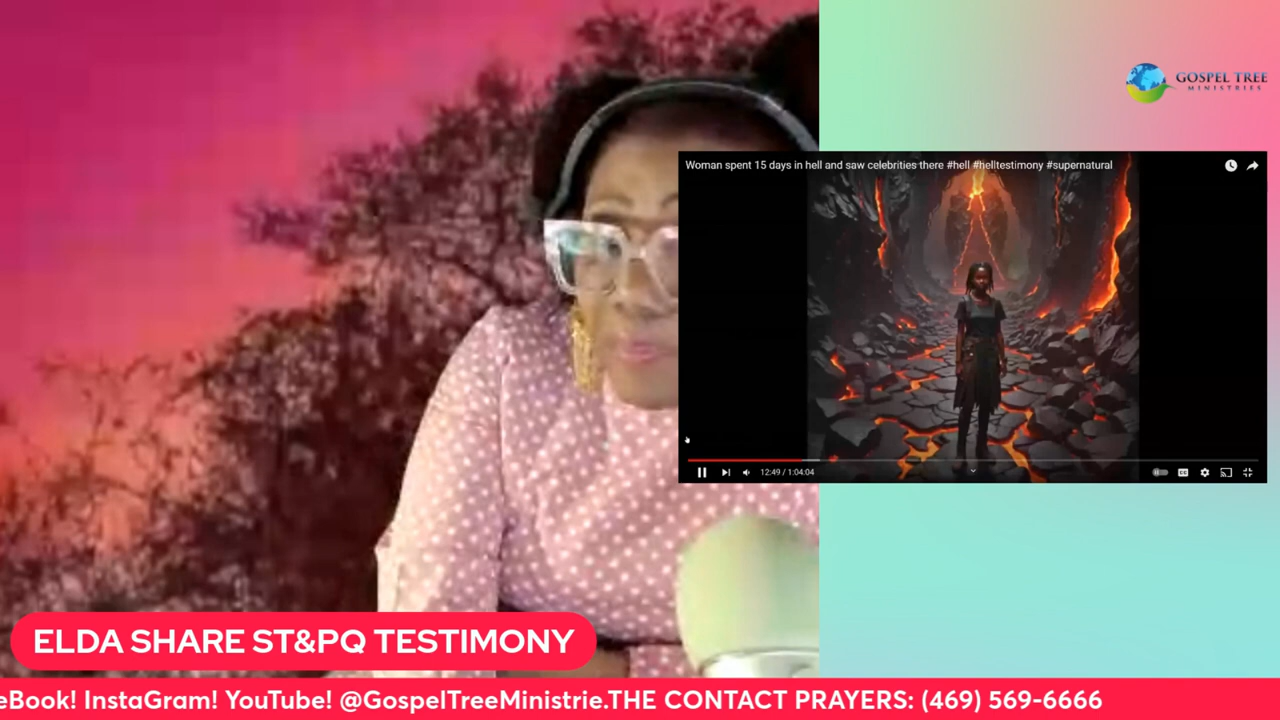 GOSPEL TREE
MINISTRIES
Woman spent 15 days in hell and saw celebrities there #hell #helltestimony #supernatural
12:49 / 1:04:04
CC
ELDA SHARE ST&PQ TESTIMONY
eBook! InstaGram! YouTube! @GospelTreeMinistrie.THE CONTACT PRAYERS: (469) 569-6666